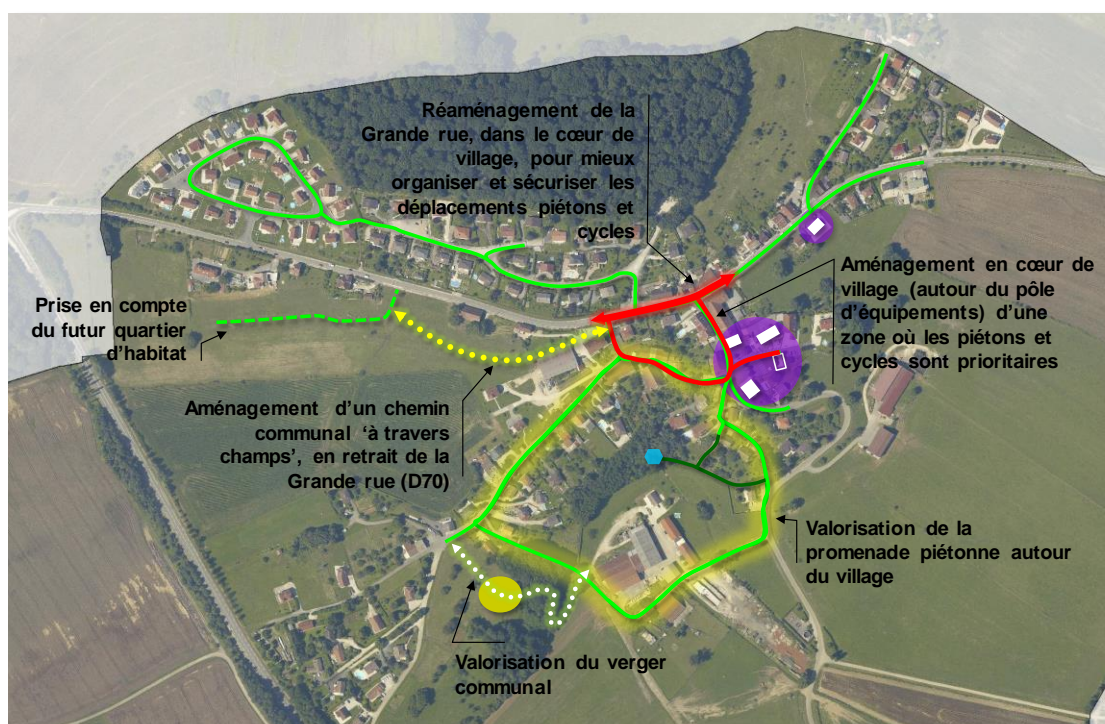 Réaménagement de la
Grande rue, dans le cœur de
village, pour mieux
organiser et sécuriser les
déplacements piétons et
cycles
Aménagement en cœur de
village (autour du pôle
d'équipements) d'une
zone où les piétons et
cycles sont prioritaires
Prise en compte
du futur quartier
d'habitat
Aménagement d'un chemin
communal ‘à travers
champs’, en retrait de la
Grande rue (D70)
Valorisation de la
promenade piétonne autour
du village
Valorisation du verger
communal